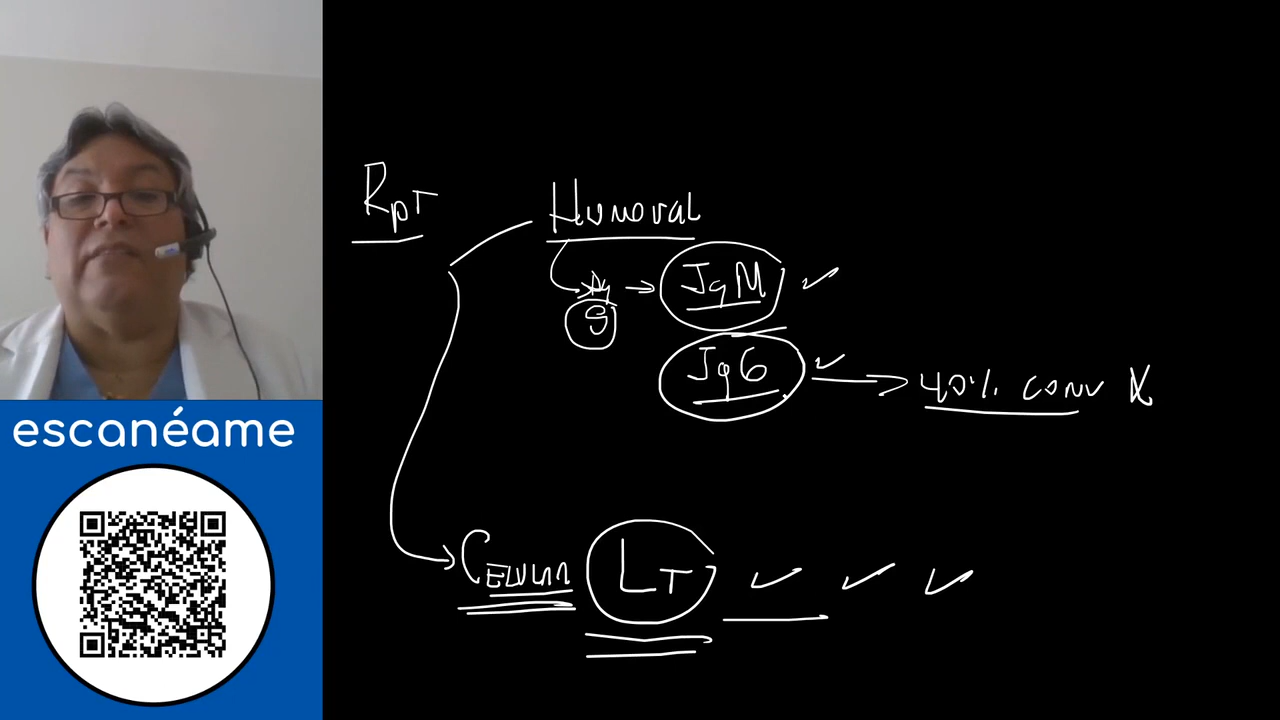 RpT
Humoral
IgM
IgG
40% conv
Celular LT
escanéame